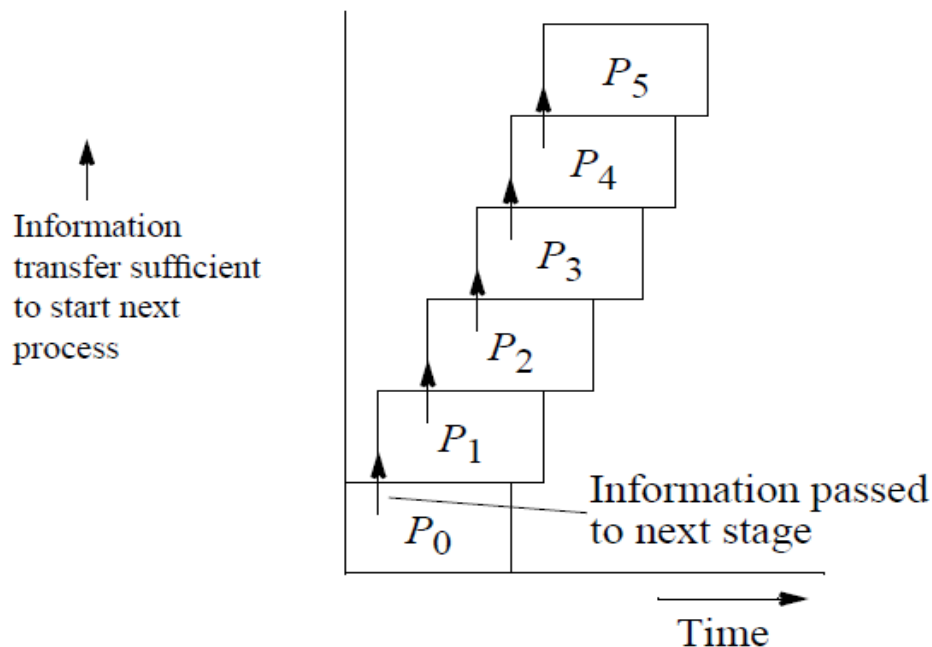 P5
P4
Information
transfer sufficient
to start next
process
P3
P2
P1
Information passed
to next stage
P0
Time